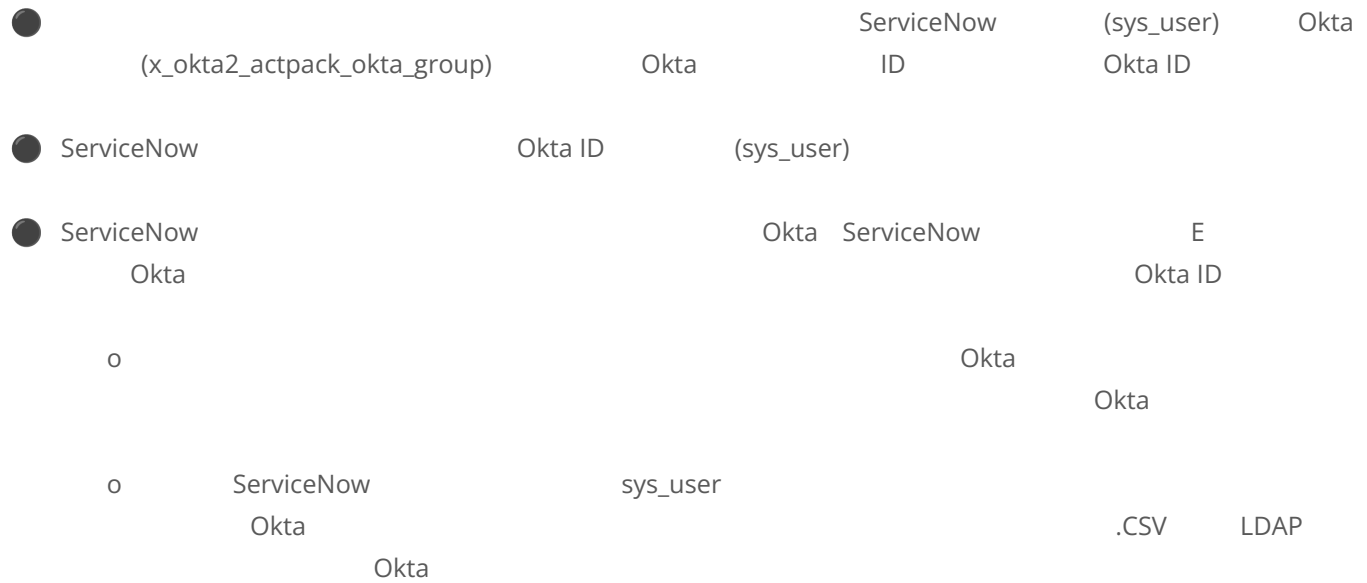 ● ServiceNow (sys_user) Okta
(x_okta2_actpack_okta_group) Okta ID Okta ID
● ServiceNow Okta ID (sys_user)
● ServiceNow Okta ServiceNow E
Okta Okta ID
o Okta
Okta
o ServiceNow sys_user
Okta .CSV LDAP
Okta